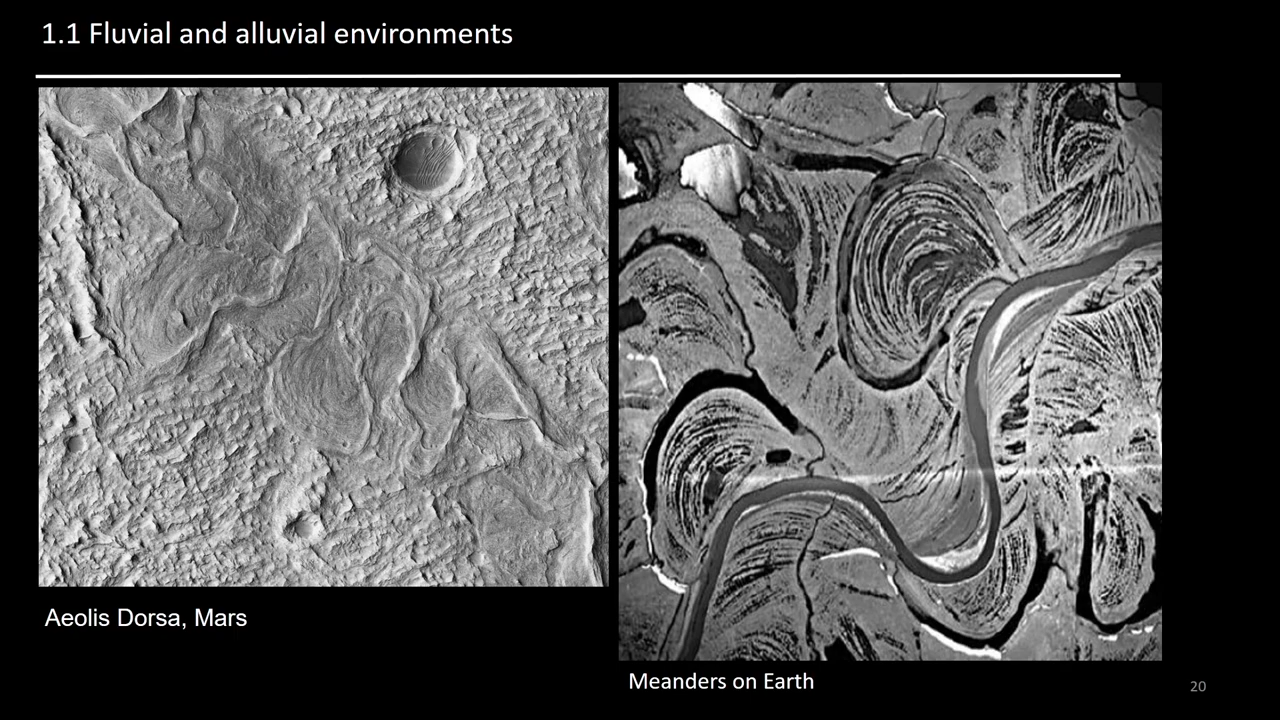 1.1 Fluvial and alluvial environments
Aeolis Dorsa, Mars
Meanders on Earth
20